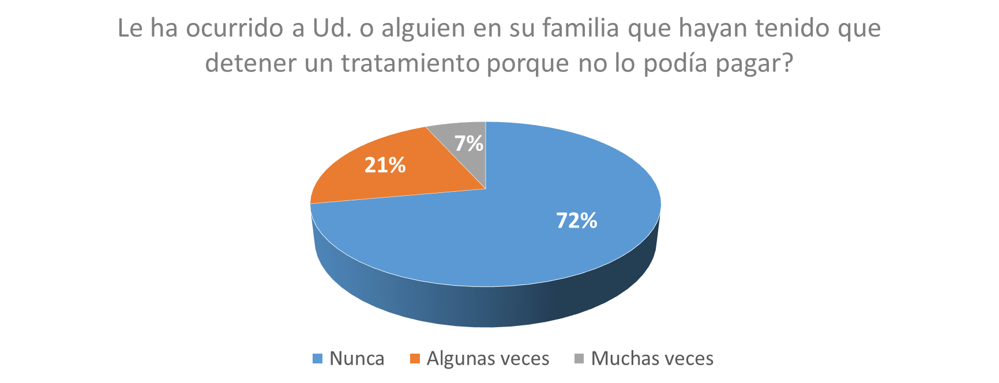 Le ha ocurrido a Ud. o alguien en su familia que hayan tenido que
detener un tratamiento porque no lo podía pagar?
7%
21%
72%
Nunca Algunas veces Muchas veces